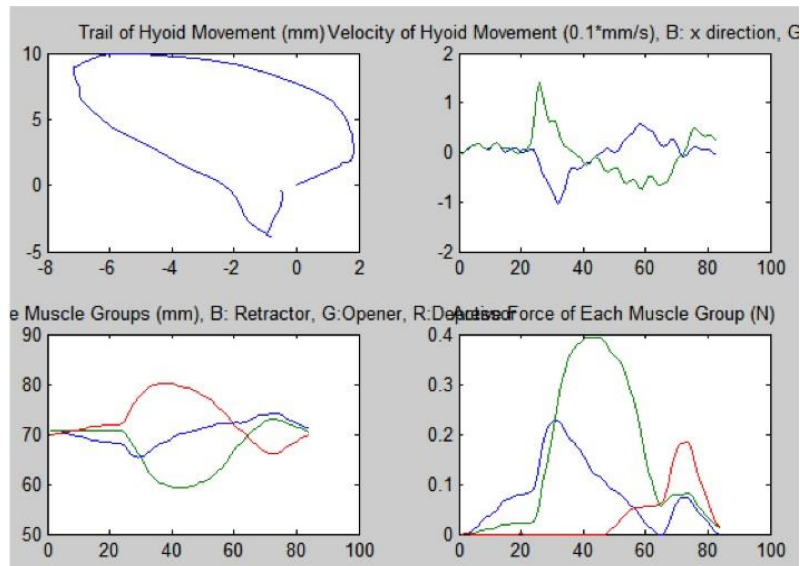 Trail of Hyoid Movement (mm)
Velocity of Hyoid Movement (0.1*mm/s), B: x direction, G
10
5
0
-5
-8 -6 -4 -2 0 2
2
1
0
-1
-2
0 20 40 60 80 100
e Muscle Groups (mm), B: Retractor, G:Opener, R:Depressor
Active Force of Each Muscle Group (N)
90
80
70
60
50
0 20 40 60 80 100
0.4
0.3
0.2
0.1
0
0 20 40 60 80 100